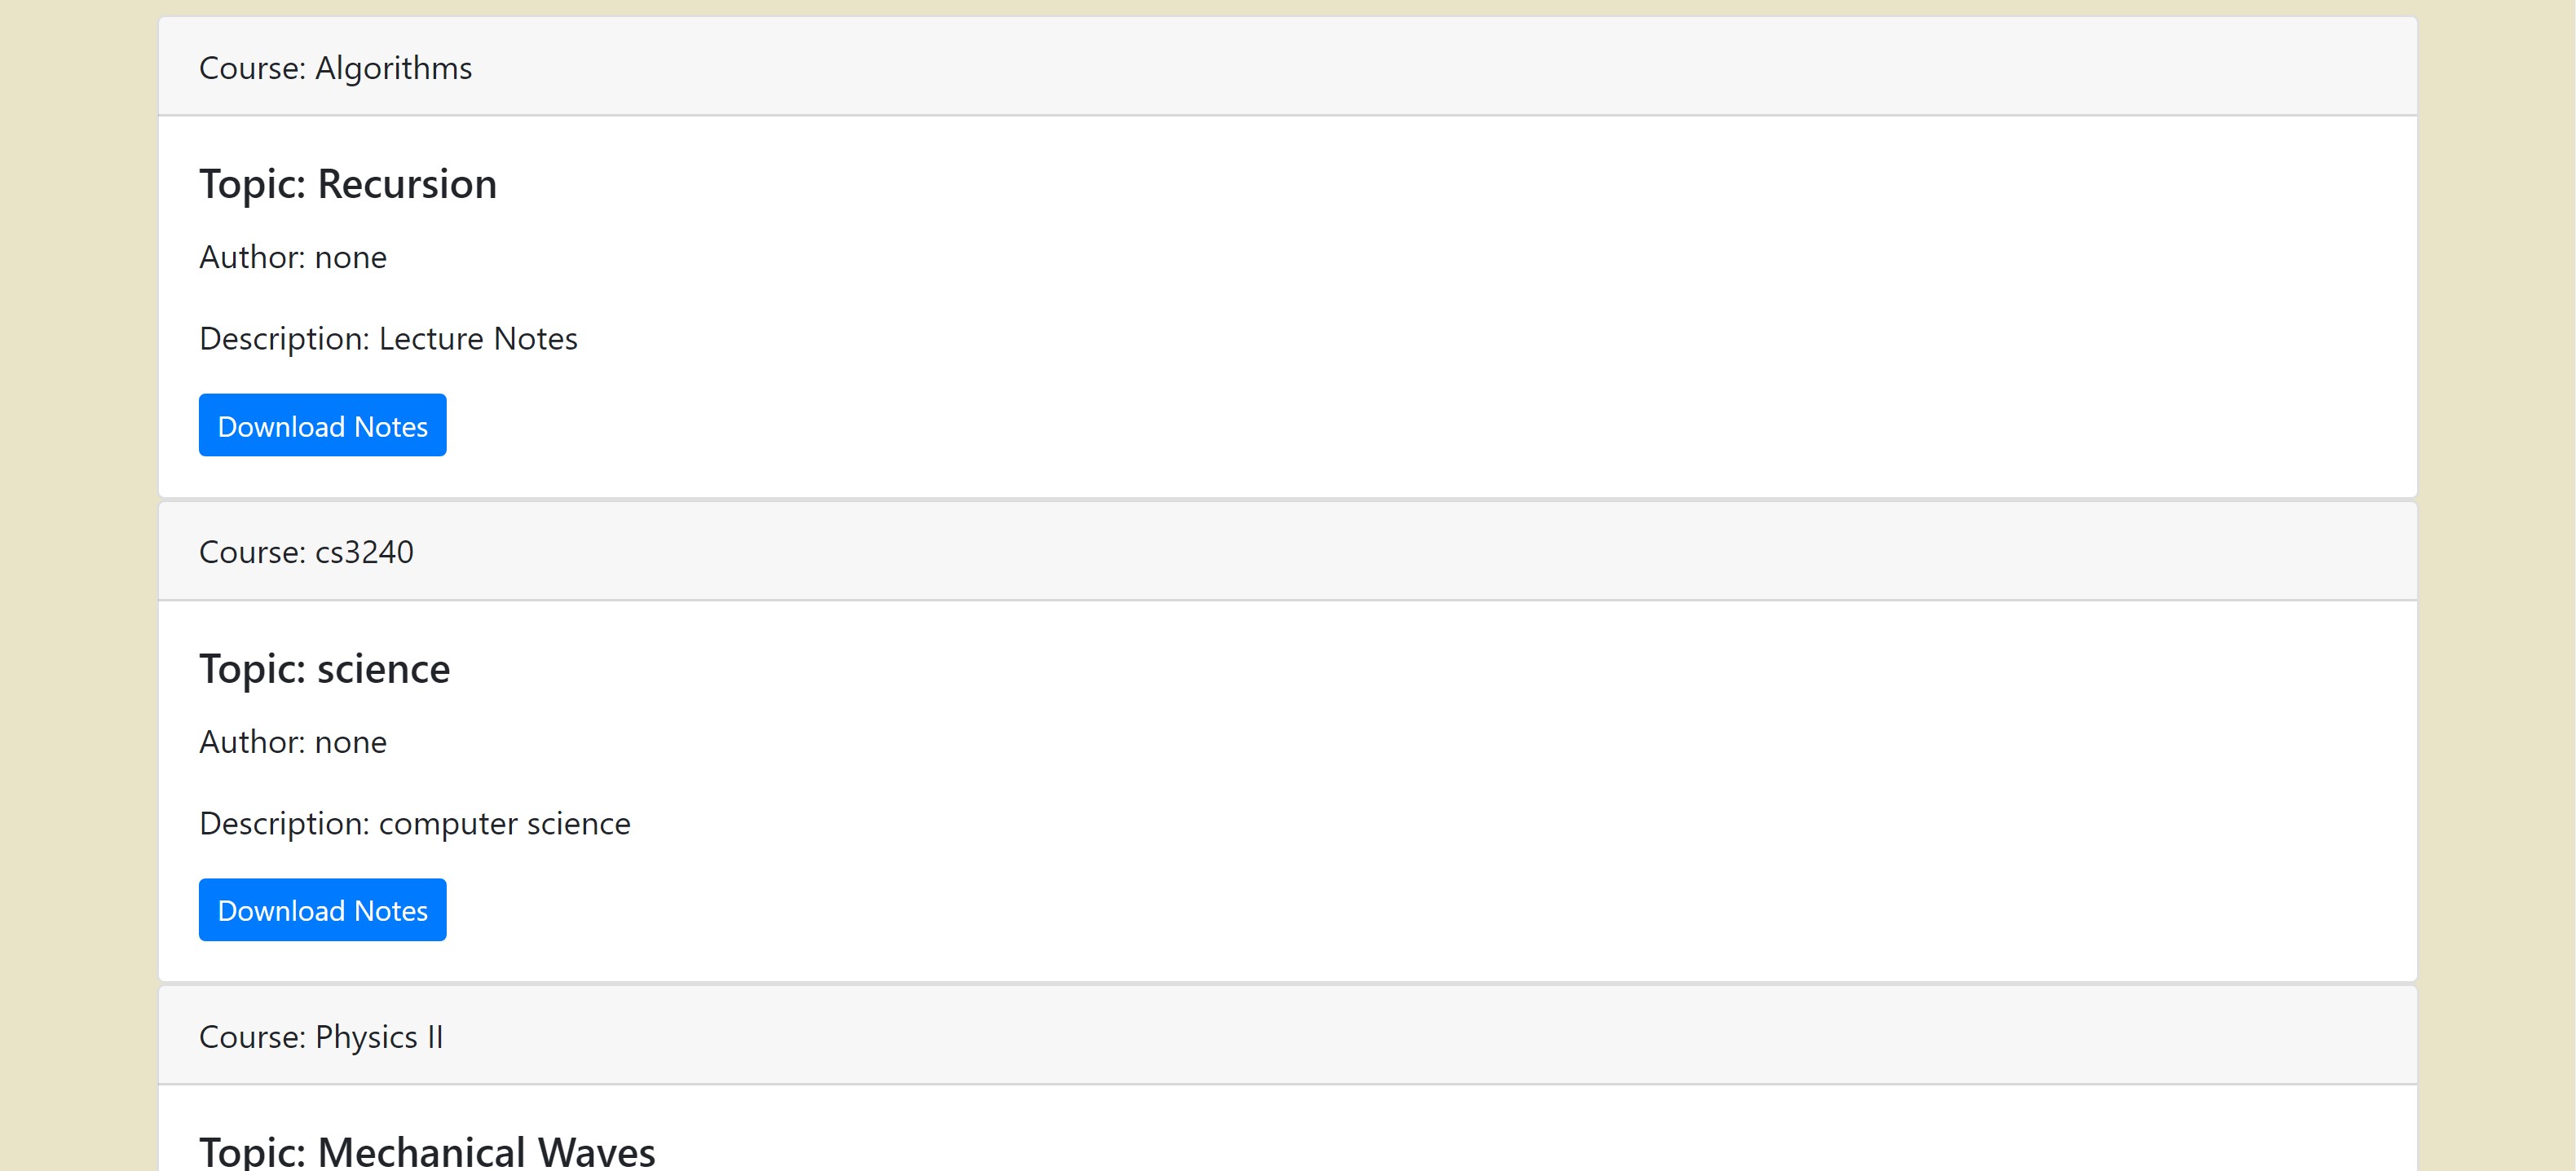 Course: Algorithms
Topic: Recursion
Author: none
Description: Lecture Notes
Download Notes
Course: cs3240
Topic: science
Author: none
Description: computer science
Download Notes
Course: Physics II
Topic: Mechanical Waves